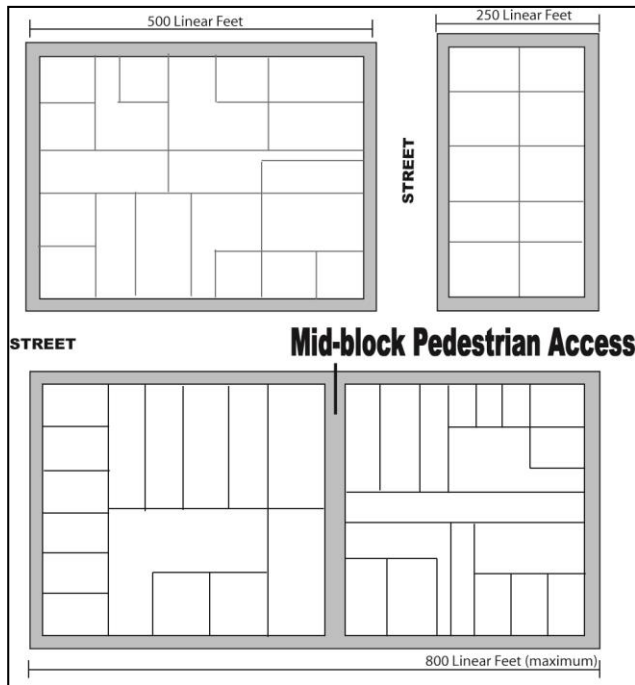 500 Linear Feet
250 Linear Feet
STREET
STREET
Mid-block Pedestrian Access
800 Linear Feet (maximum)